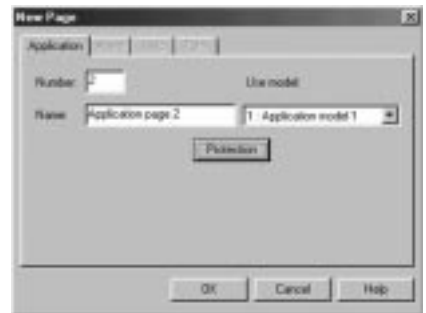 New Page
Application
Number: 2
Use model:
Name: Application page 2
1 : Application model 1
Protection
OK
Cancel
Help